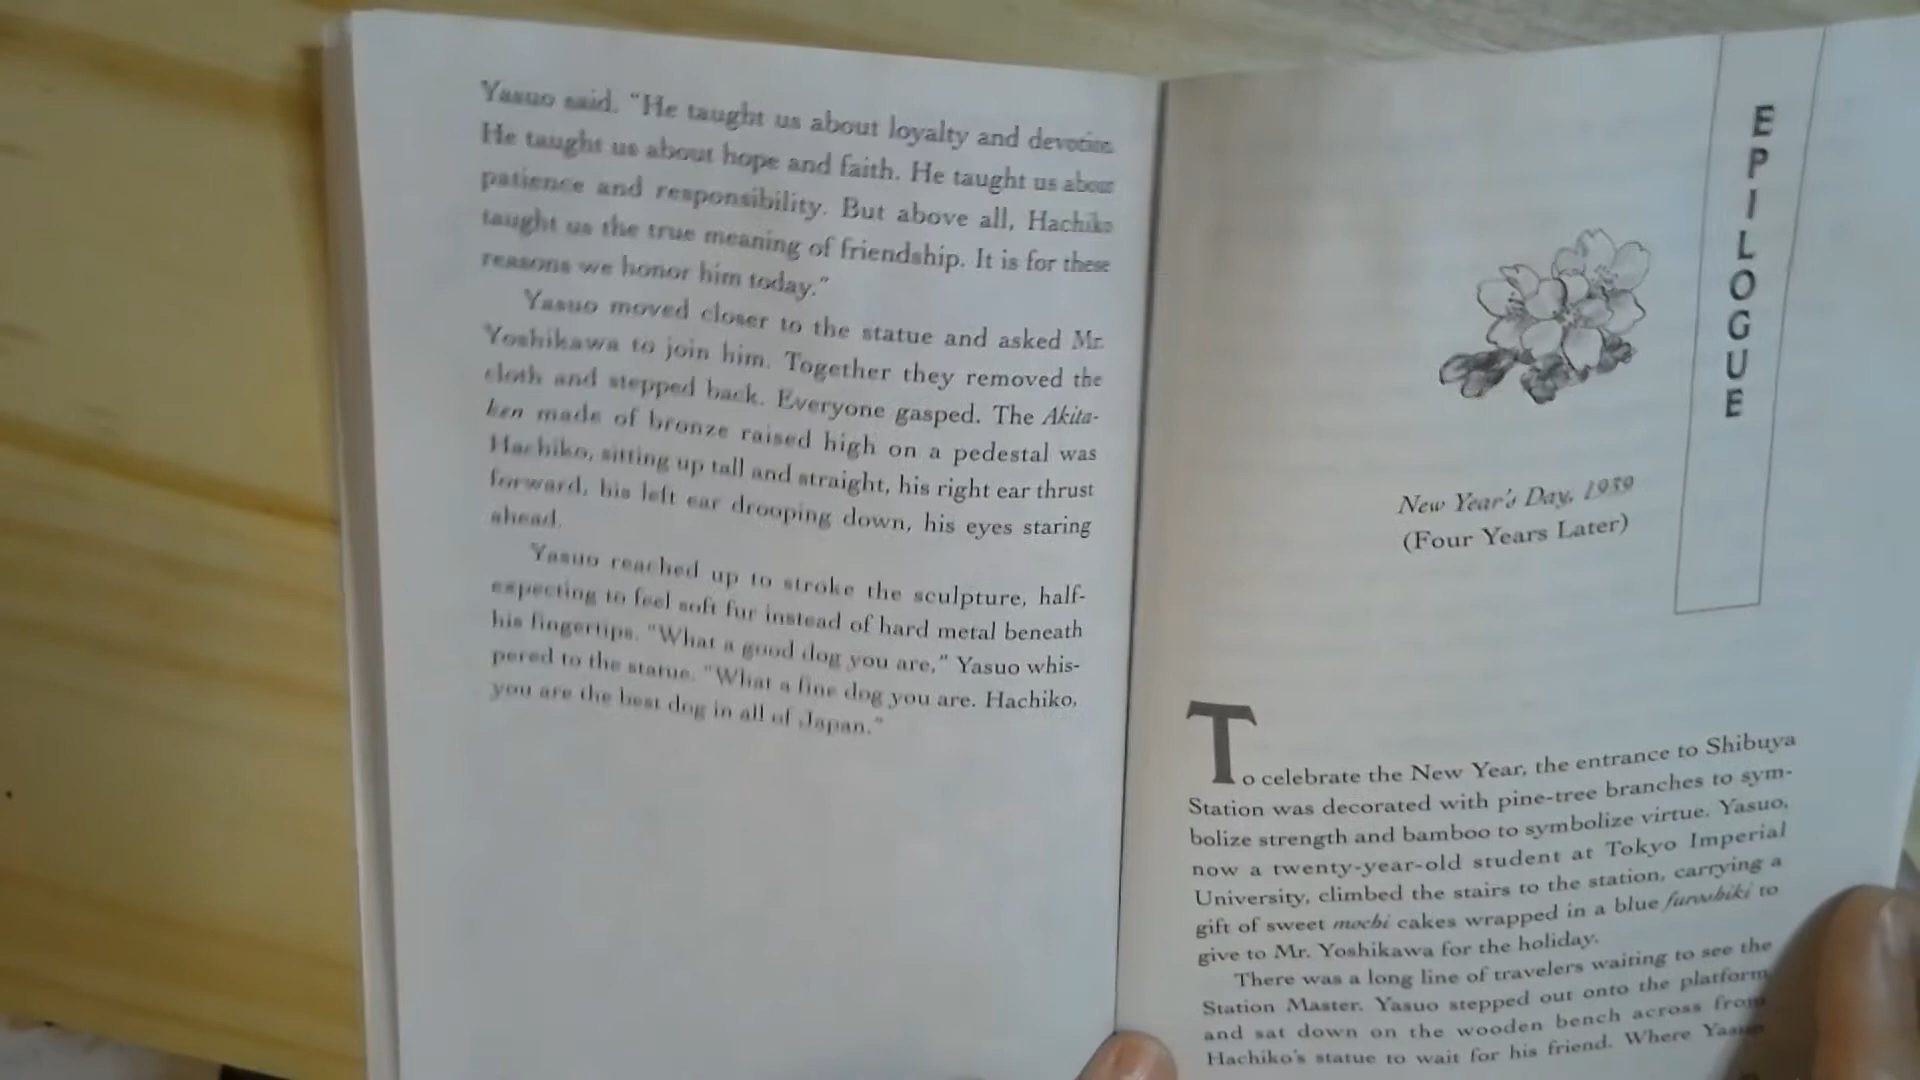 Yasuo said. "He taught us about loyalty and devotion.
He taught us about hope and faith. He taught us about
patience and responsibility. But above all, Hachiko
taught us the true meaning of friendship. It is for these
reasons we honor him today."
Yasuo moved closer to the statue and asked Mr.
Yoshikawa to join him. Together they removed the
cloth and stepped back. Everyone gasped. The Akita-
ken made of bronze raised high on a pedestal was
Hachiko, sitting up tall and straight, his right ear thrust
forward, his left ear drooping down, his eyes staring
ahead.
Yasuo reached up to stroke the sculpture, half-
expecting to feel soft fur instead of hard metal beneath
his fingertips. "What a good dog you are," Yasuo whis-
pered to the statue. "What a fine dog you are. Hachiko,
you are the best dog in all of Japan."
EPILOGUE
New Year's Day, 1939
(Four Years Later)
To celebrate the New Year, the entrance to Shibuya
Station was decorated with pine-tree branches to sym-
bolize strength and bamboo to symbolize virtue. Yasuo,
now a twenty-year-old student at Tokyo Imperial
University, climbed the stairs to the station, carrying a
gift of sweet mochi cakes wrapped in a blue furoshiki to
give to Mr. Yoshikawa for the holiday.
There was a long line of travelers waiting to see the
Station Master. Yasuo stepped out onto the platform
and sat down on the wooden bench across from
Hachiko's statue to wait for his friend. Where Yasuo